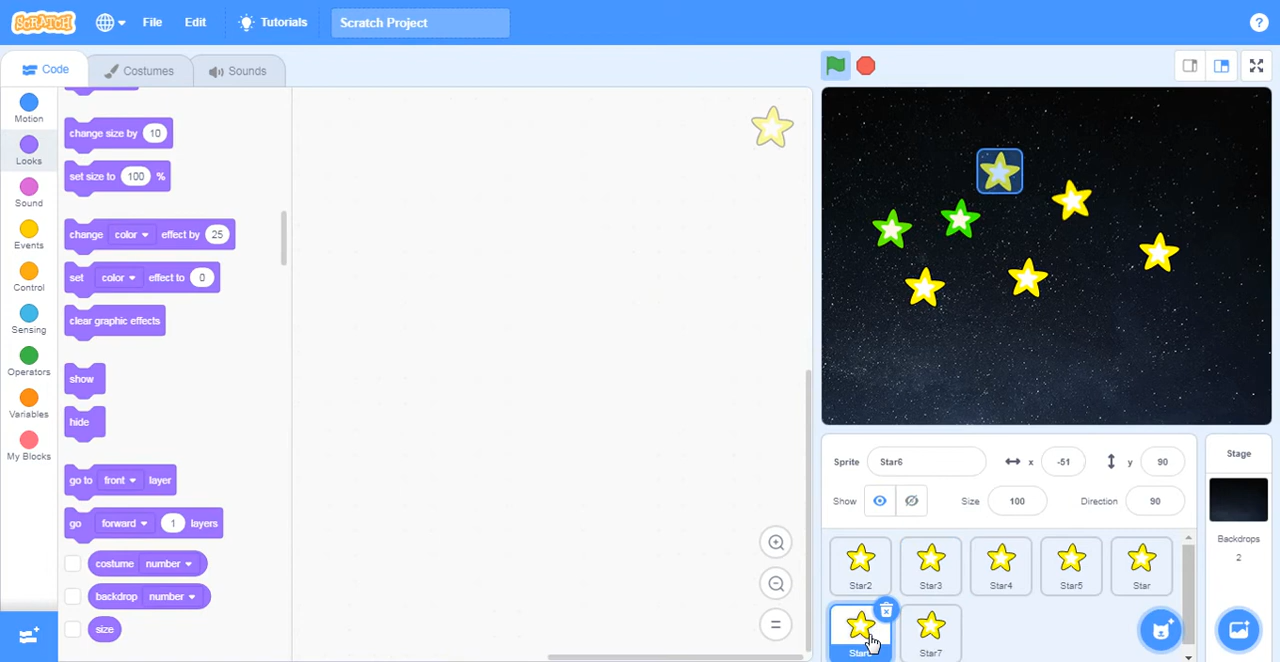 SCRATCH File Edit Tutorials Scratch Project ?
Code Costumes Sounds
Motion
Looks
Sound
Events
Control
Sensing
Operators
Variables
My Blocks
change size by 10
set size to 100 %
change color effect by 25
set color effect to 0
clear graphic effects
show
hide
go to front layer
go forward 1 layers
costume number
backdrop number
size
Sprite Star6 x -51 y 90
Show Size 100 Direction 90
Star2 Star3 Star4 Star5 Star
Star7
Stage
Backdrops
2